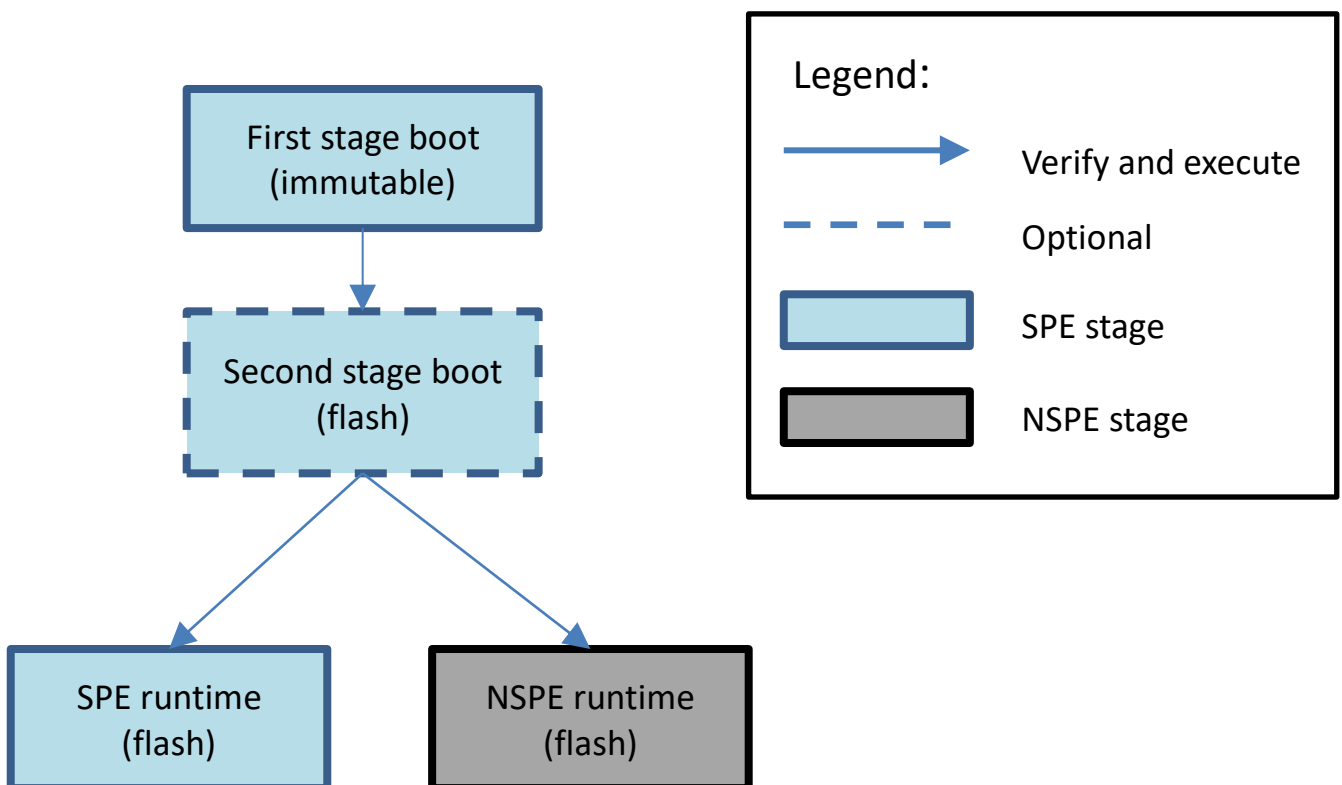 First stage boot
(immutable)
Second stage boot
(flash)
SPE runtime
(flash)
NSPE runtime
(flash)
Legend:
Verify and execute
Optional
SPE stage
NSPE stage